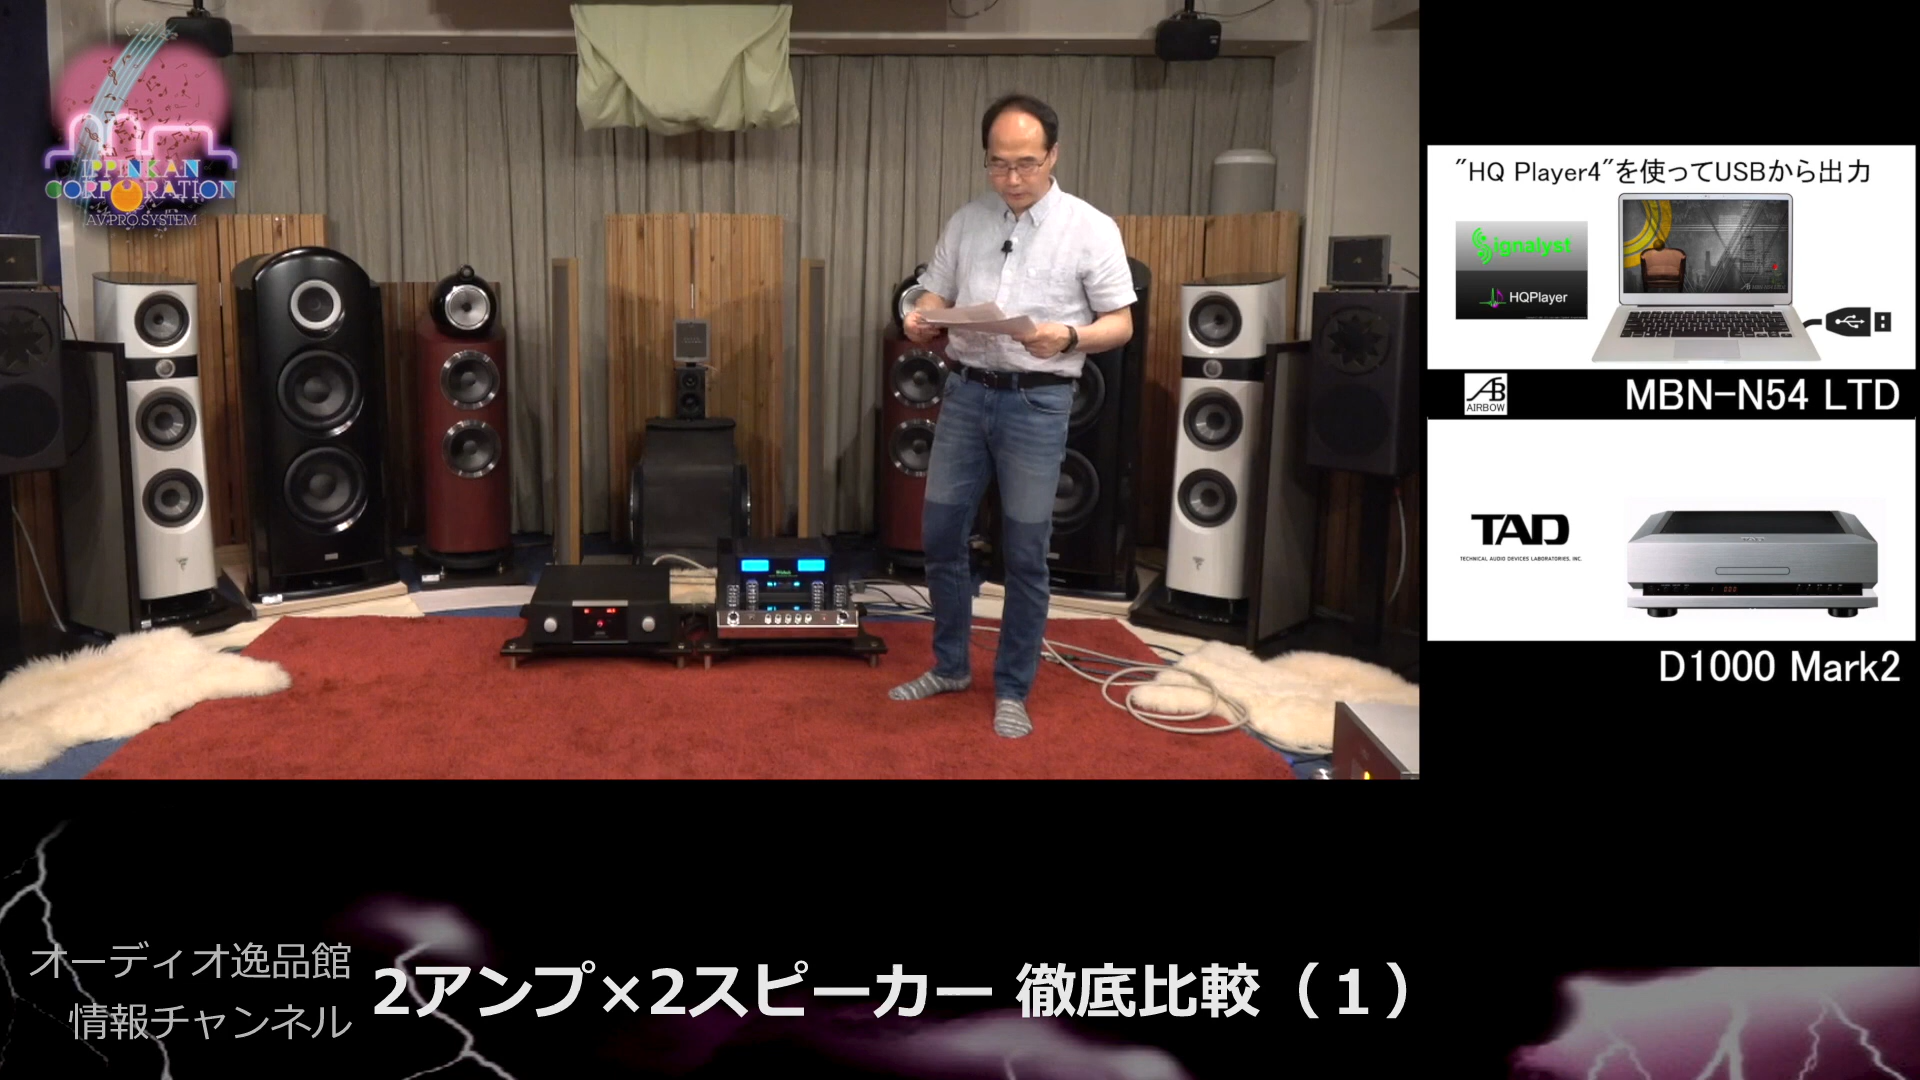 IPPINKAN
CORPORATION
AV.PRO SYSTEM
"HQ Player4"を使ってUSBから出力
Signalyst
HQPlayer
AB
AIRBOW
MBN-N54 LTD
TAD
TECHNICAL AUDIO DEVICES LABORATORIES, INC.
D1000 Mark2
オーディオ逸品館
情報チャンネル
2アンプ×2スピーカー 徹底比較（１）